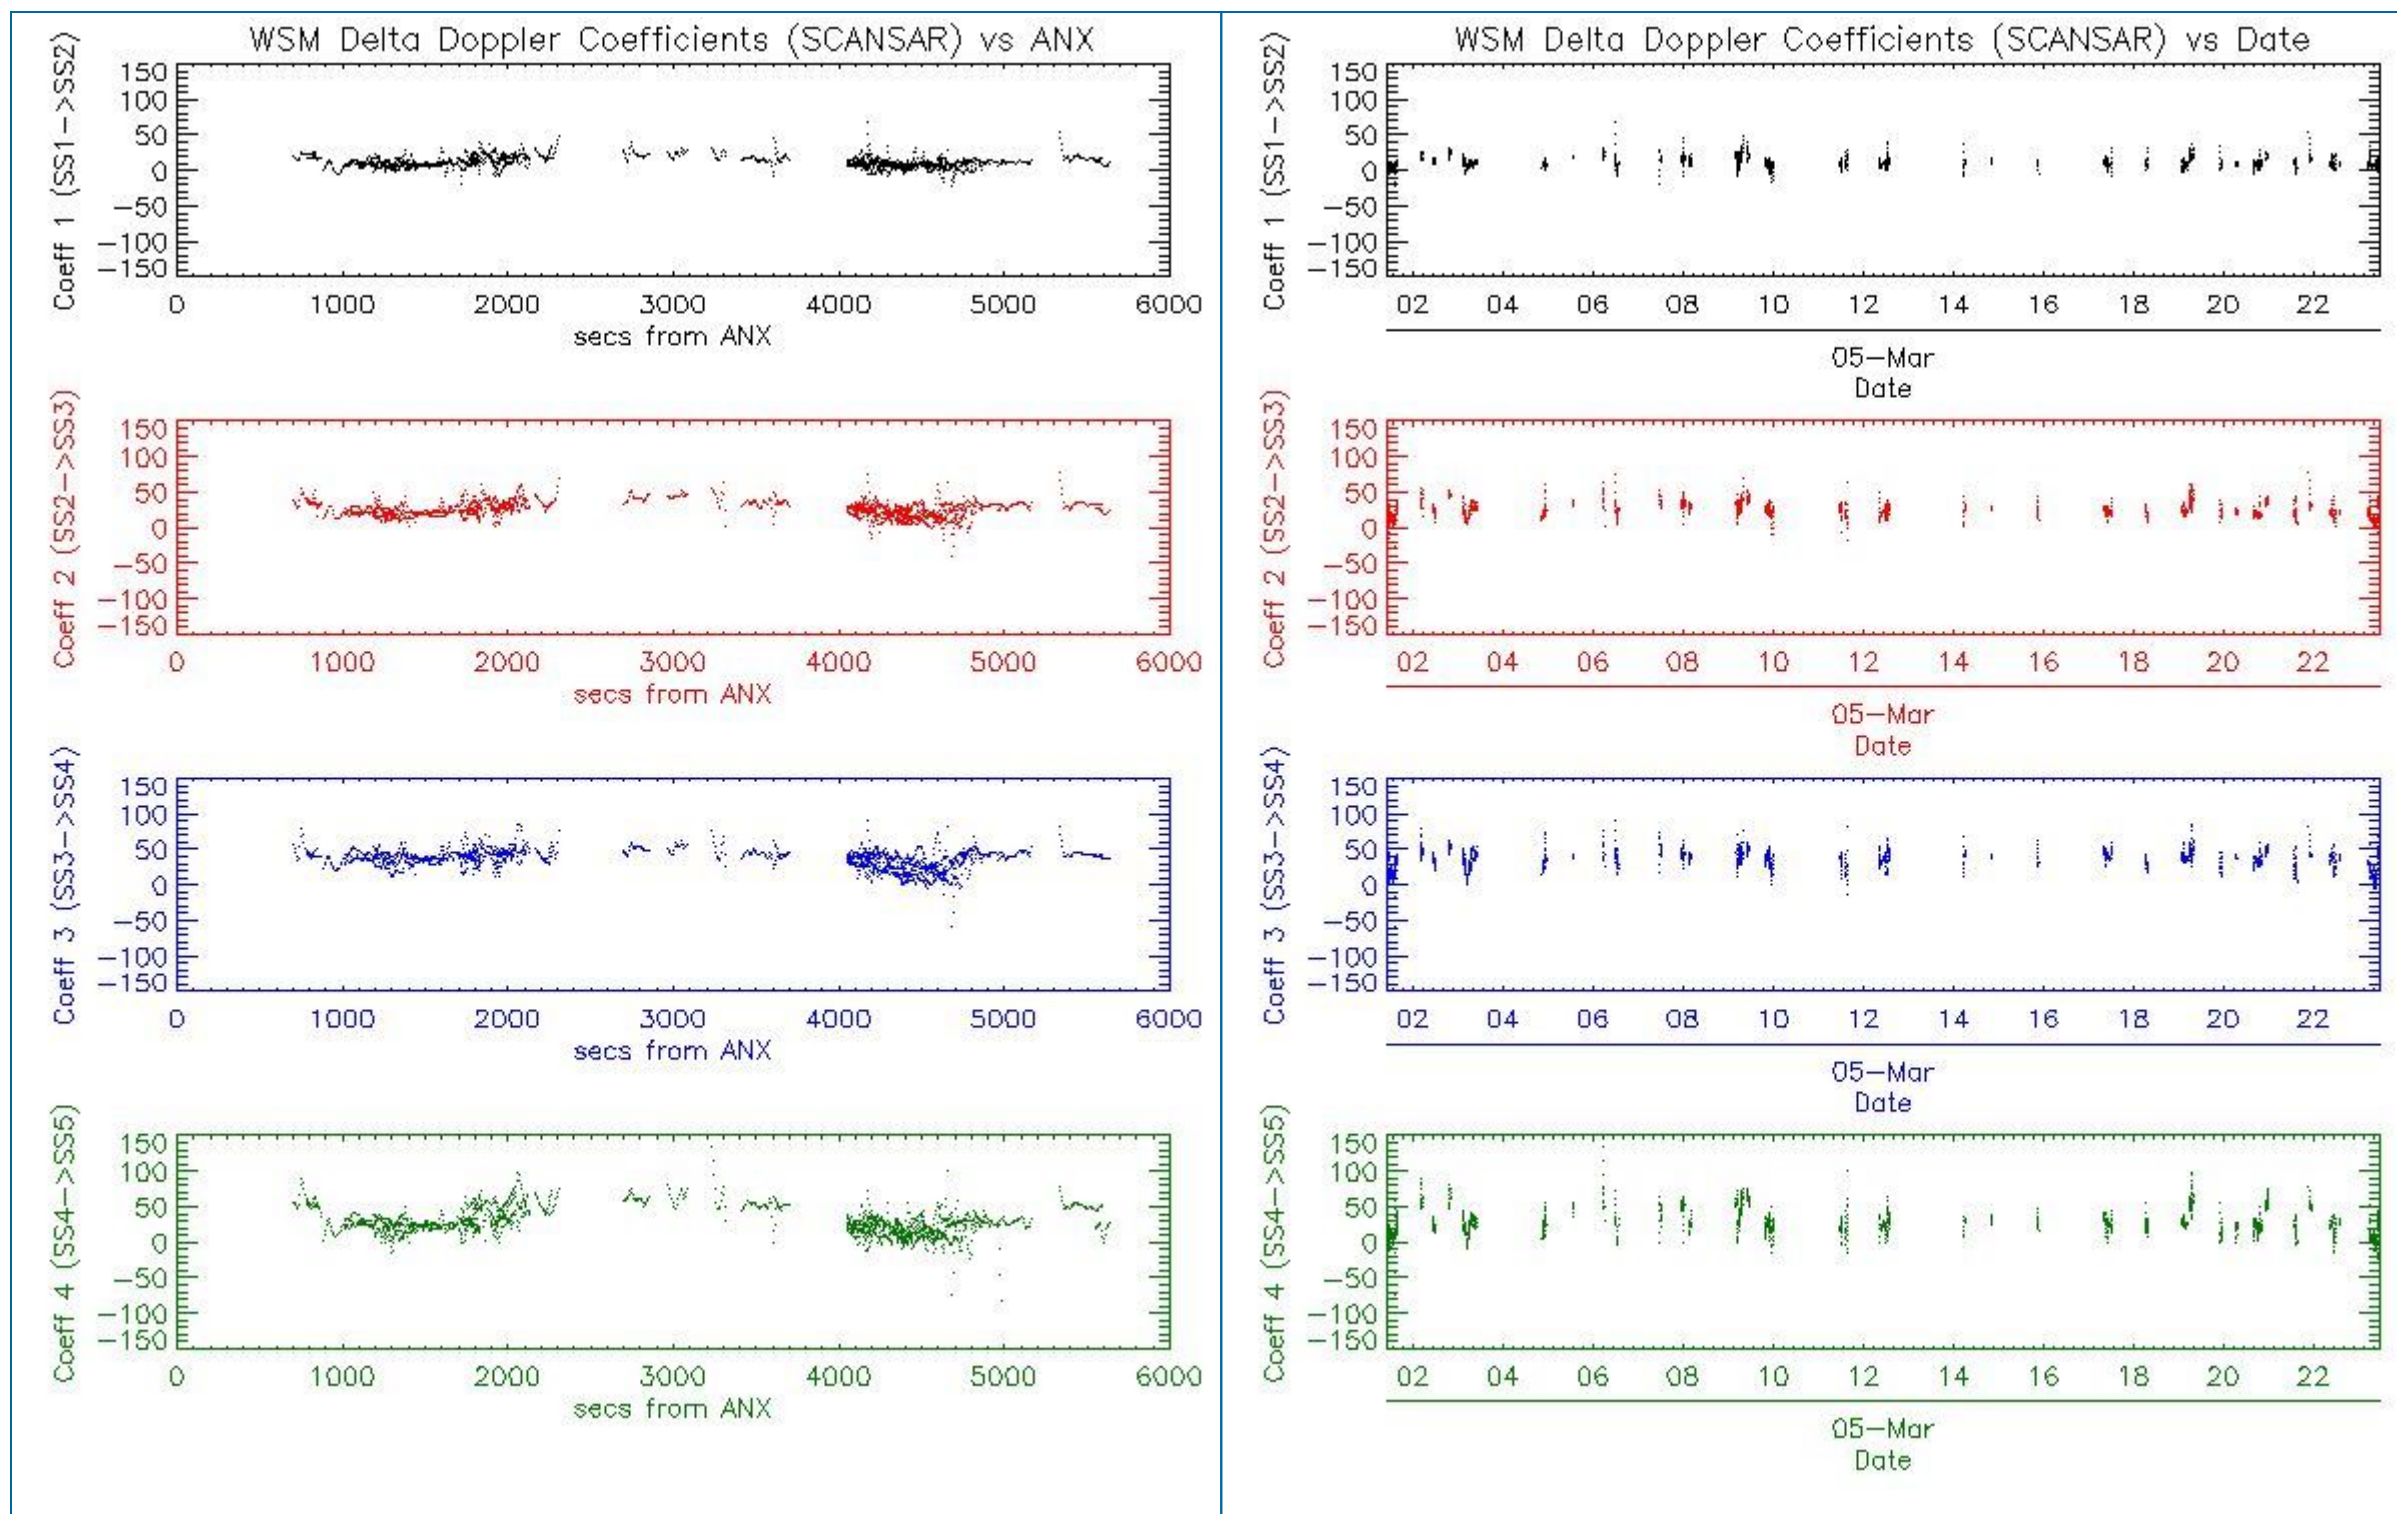 WSM Delta Doppler Coefficients (SCANSAR) vs ANX
Coeff 1 (SS1->SS2)
150
100
50
0
-50
-100
-150
0 1000 2000 3000 4000 5000 6000
secs from ANX
Coeff 2 (SS2->SS3)
150
100
50
0
-50
-100
-150
0 1000 2000 3000 4000 5000 6000
secs from ANX
Coeff 3 (SS3->SS4)
150
100
50
0
-50
-100
-150
0 1000 2000 3000 4000 5000 6000
secs from ANX
Coeff 4 (SS4->SS5)
150
100
50
0
-50
-100
-150
0 1000 2000 3000 4000 5000 6000
secs from ANX
WSM Delta Doppler Coefficients (SCANSAR) vs Date
Coeff 1 (SS1->SS2)
150
100
50
0
-50
-100
-150
02 04 06 08 10 12 14 16 18 20 22
05-Mar
Date
Coeff 2 (SS2->SS3)
150
100
50
0
-50
-100
-150
02 04 06 08 10 12 14 16 18 20 22
05-Mar
Date
Coeff 3 (SS3->SS4)
150
100
50
0
-50
-100
-150
02 04 06 08 10 12 14 16 18 20 22
05-Mar
Date
Coeff 4 (SS4->SS5)
150
100
50
0
-50
-100
-150
02 04 06 08 10 12 14 16 18 20 22
05-Mar
Date